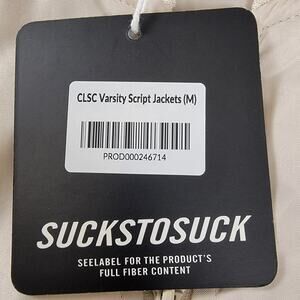 CLSC Varsity Script Jackets (M)
PROD000246714
SUCKSTOSUCK
SEELABEL FOR THE PRODUCT'S
FULL FIBER CONTENT